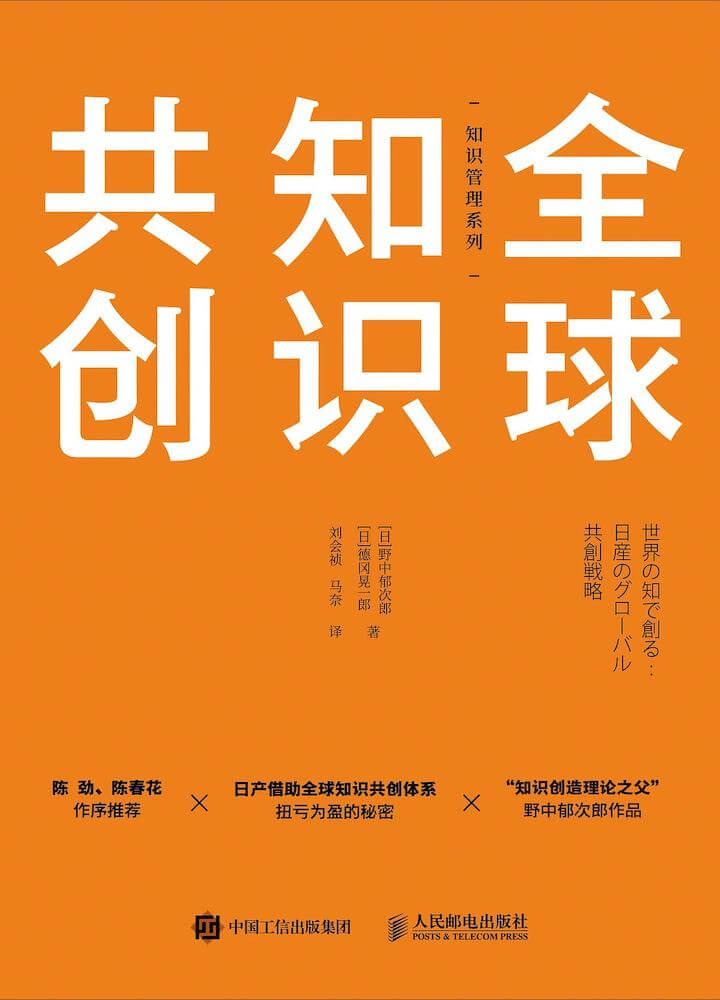 全球
知识
共创
知识管理系列
世界の知で創る：
日産のグローバル
共創戦略
[日]野中郁次郎
[日]德冈晃一郎 著
刘会祯 马奈 译
陈 劲、陈春花
作序推荐
×
日产借助全球知识共创体系
扭亏为盈的秘密
×
“知识创造理论之父”
野中郁次郎作品
中国工信出版集团
人民邮电出版社
POSTS & TELECOM PRESS